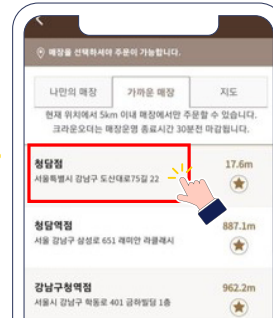 매장을 선택하셔야 주문이 가능합니다.
나만의 매장 가까운 매장 지도
현재 위치에서 5km 이내 매장에서만 주문할 수 있습니다.
크라운오더는 매장운영 종료시간 30분전 마감됩니다.
청담점 17.6m
서울특별시 강남구 도산대로75길 22
청담역점 887.1m
서울 강남구 삼성로 651 래미안 라클래시
강남구청역점 962.2m
서울시 강남구 학동로 401 금하빌딩 1층